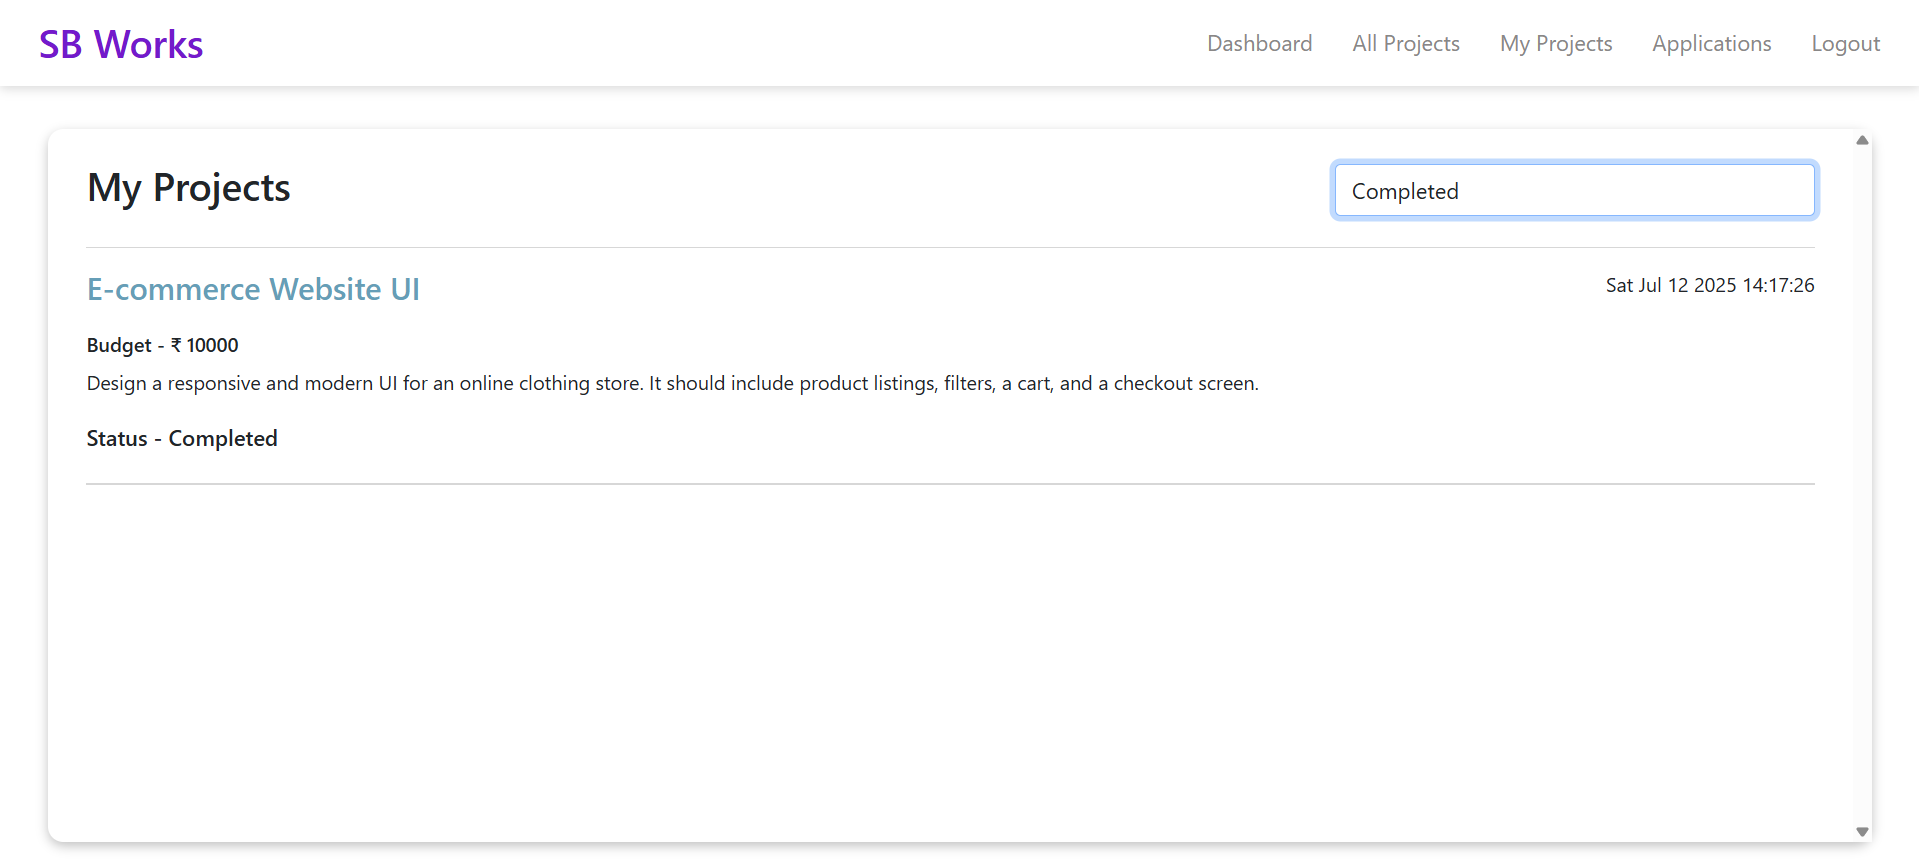 SB Works
Dashboard All Projects My Projects Applications Logout
My Projects
Completed
E-commerce Website UI
Sat Jul 12 2025 14:17:26
Budget - ₹ 10000
Design a responsive and modern UI for an online clothing store. It should include product listings, filters, a cart, and a checkout screen.
Status - Completed